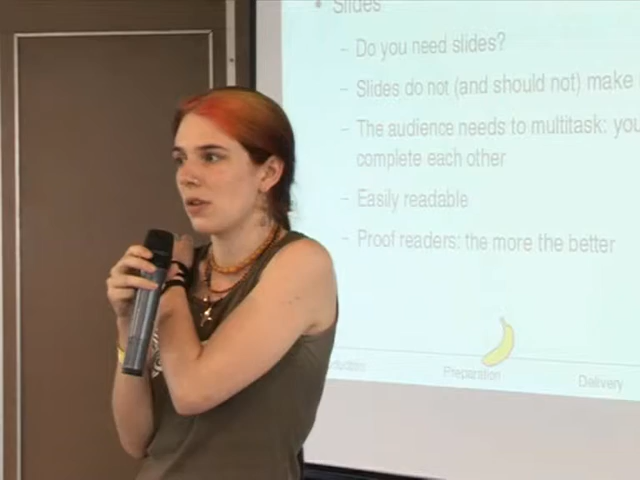 • Slides
– Do you need slides?
– Slides do not (and should not) make
– The audience needs to multitask: you
complete each other
– Easily readable
– Proof readers: the more the better
Preparation
Delivery